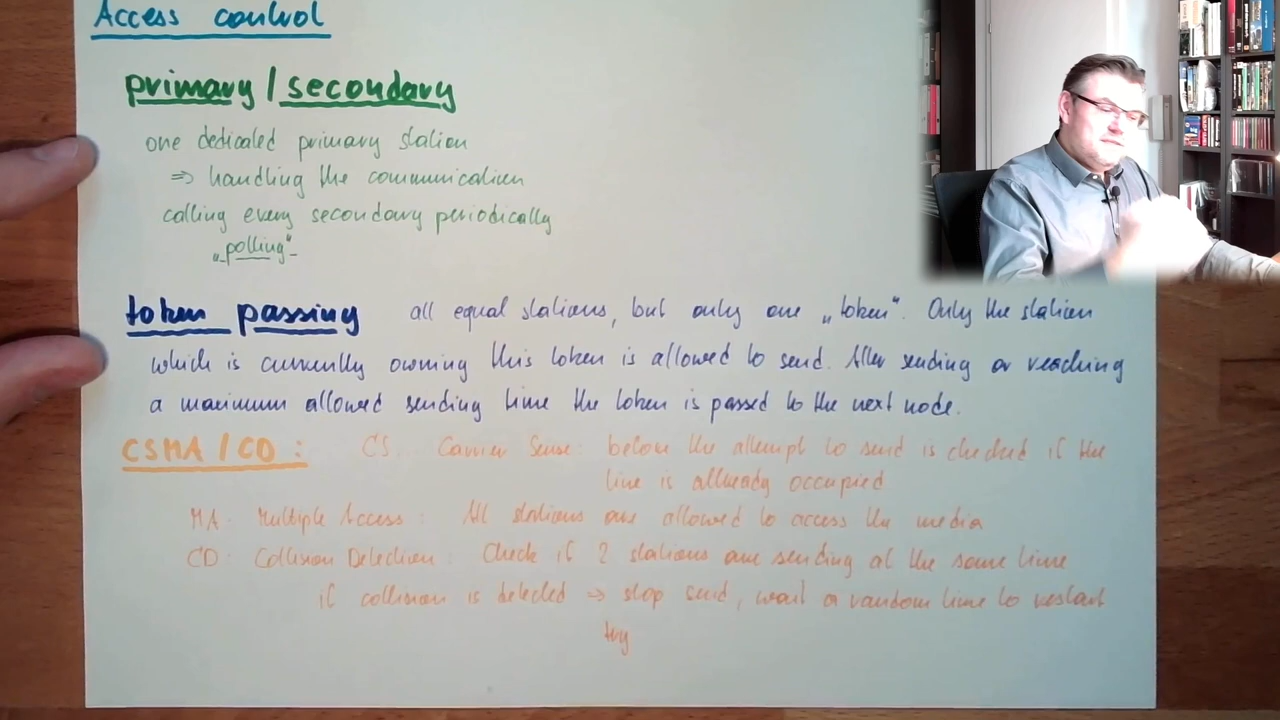 Access control
primary / secondary
one dedicated primary station
⇒ handling the communication
calling every secondary periodically
„polling"
token passing all equal stations, but only one „token". Only the station
which is currently owning this token is allowed to send. After sending or reaching
a maximum allowed sending time the token is passed to the next node.
CSMA / CD: CS Carrier Sense: before the attempt to send is checked if the
line is allready occupied
MA: Multiple Access: All stations are allowed to access the media
CD: Collision Detection: Check if 2 stations are sending at the same time
if collision is detected ⇒ stop send, wait a random time to restart
try